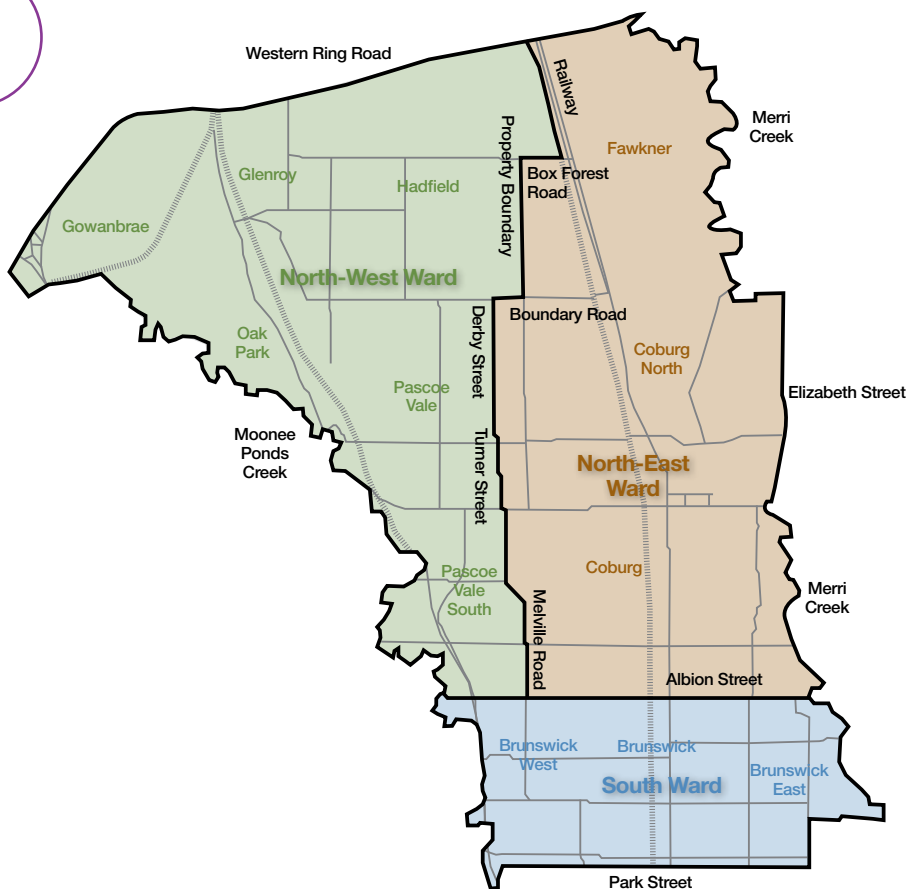 Western Ring Road
Railway
Merri
Creek
Fawkner
Property Boundary
Box Forest
Road
Glenroy
Hadfield
Gowanbrae
North-West Ward
Derby Street
Boundary Road
Oak
Park
Coburg
North
Pascoe
Vale
Elizabeth Street
Moonee
Ponds
Creek
Turner Street
North-East
Ward
Coburg
Pascoe
Vale
South
Melville Road
Merri
Creek
Albion Street
Brunswick
West
Brunswick
Brunswick
East
South Ward
Park Street